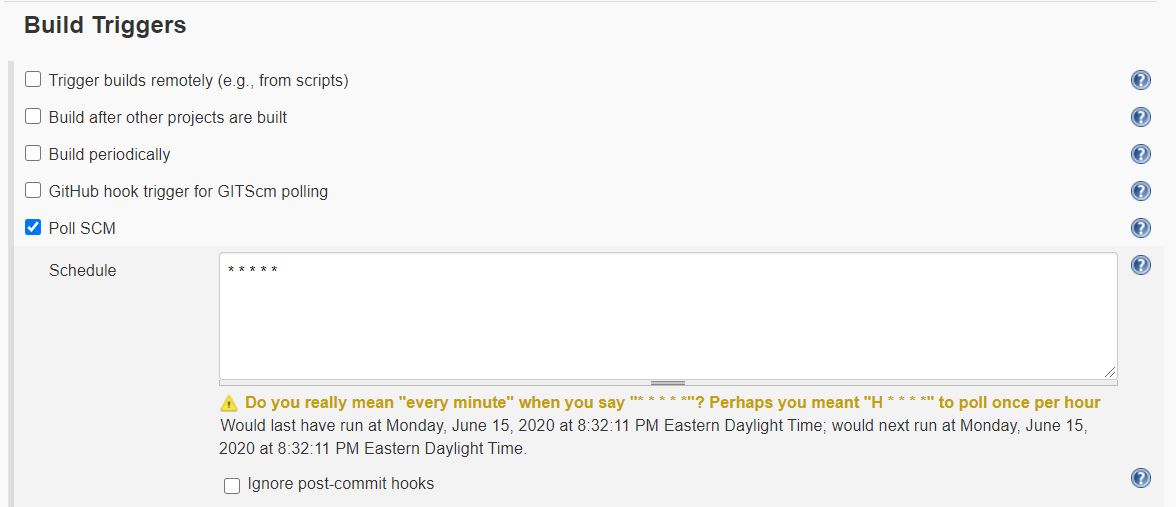 Build Triggers
Trigger builds remotely (e.g., from scripts)
Build after other projects are built
Build periodically
GitHub hook trigger for GITScm polling
Poll SCM
Schedule
* * * * *
Do you really mean "every minute" when you say "* * * * *"? Perhaps you meant "H * * * *" to poll once per hour
Would last have run at Monday, June 15, 2020 at 8:32:11 PM Eastern Daylight Time; would next run at Monday, June 15,
2020 at 8:32:11 PM Eastern Daylight Time.
Ignore post-commit hooks